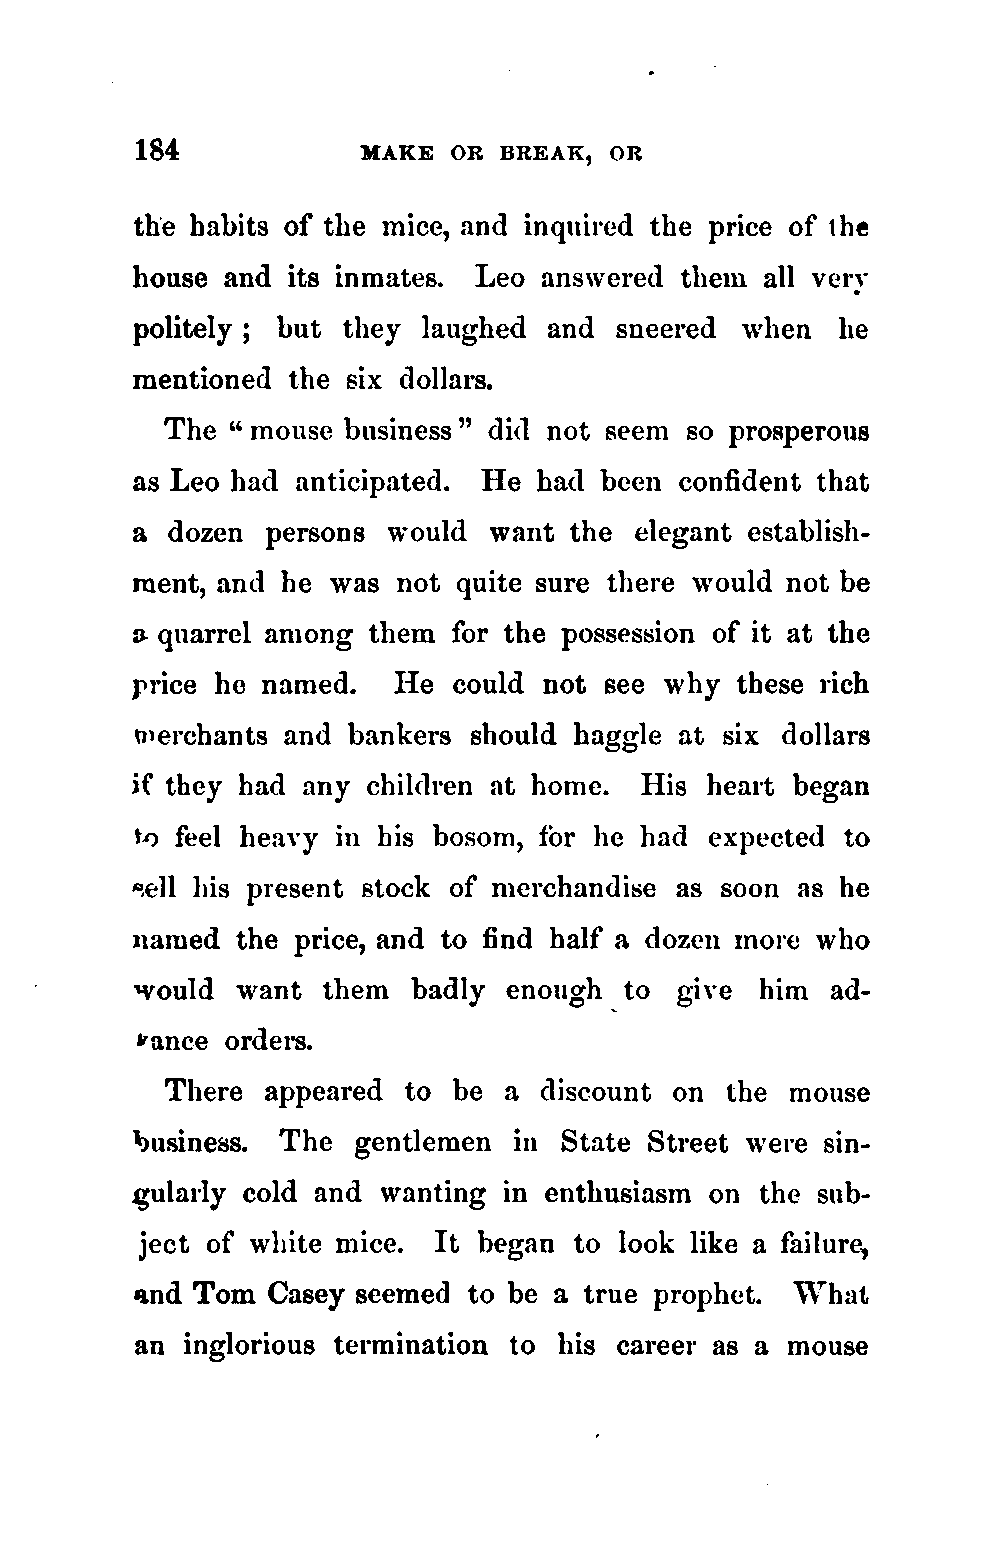 184 MAKE OR BREAK, OR
the habits of the mice, and inquired the price of the
house and its inmates. Leo answered them all very
politely ; but they laughed and sneered when he
mentioned the six dollars.
The “ mouse business ” did not seem so prosperous
as Leo had anticipated. He had been confident that
a dozen persons would want the elegant establish-
ment, and he was not quite sure there would not be
a quarrel among them for the possession of it at the
price he named. He could not see why these rich
merchants and bankers should haggle at six dollars
if they had any children at home. His heart began
to feel heavy in his bosom, for he had expected to
sell his present stock of merchandise as soon as he
named the price, and to find half a dozen more who
would want them badly enough to give him ad-
vance orders.
There appeared to be a discount on the mouse
business. The gentlemen in State Street were sin-
gularly cold and wanting in enthusiasm on the sub-
ject of white mice. It began to look like a failure,
and Tom Casey seemed to be a true prophet. What
an inglorious termination to his career as a mouse